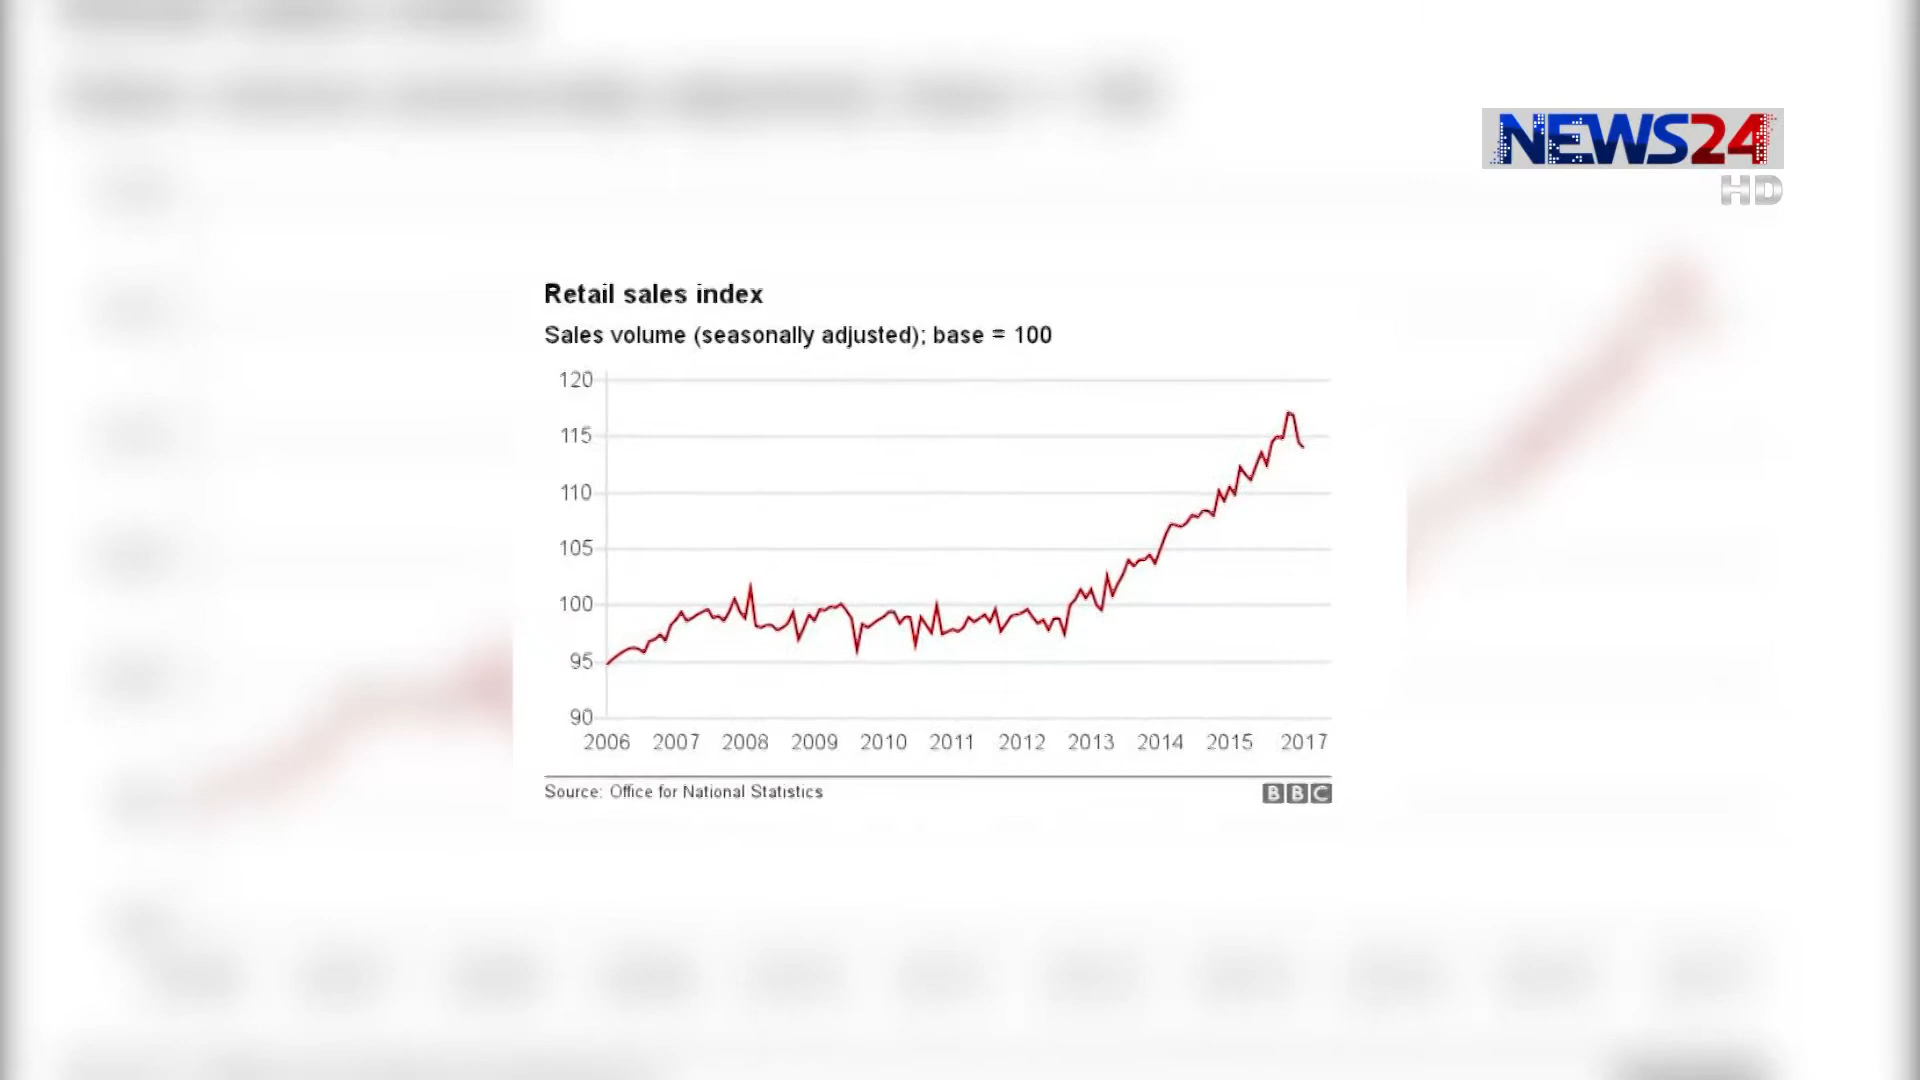 NEWS24
HD
Retail sales index
Sales volume (seasonally adjusted); base = 100
120
115
110
105
100
95
90
2006 2007 2008 2009 2010 2011 2012 2013 2014 2015 2017
Source: Office for National Statistics
BBC